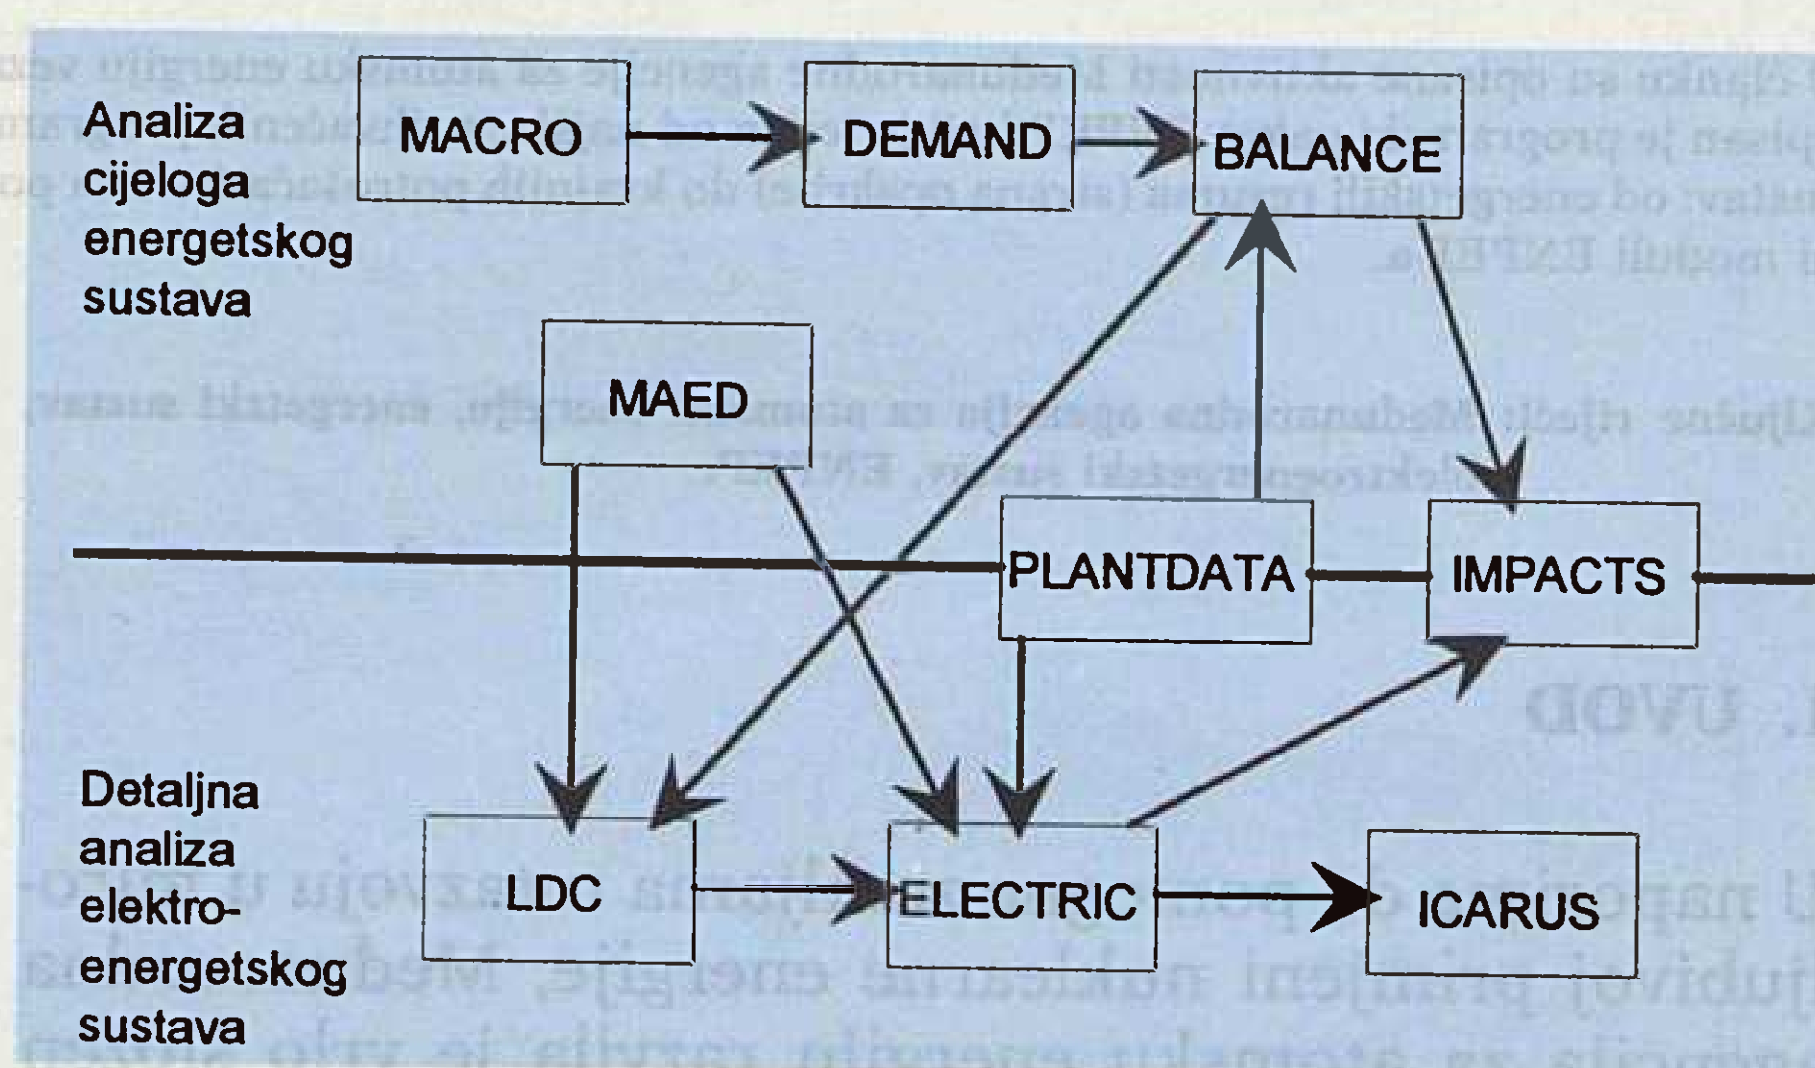 Analiza
cijeloga
energetskog
sustava
MACRO
DEMAND
BALANCE
MAED
PLANTDATA
IMPACTS
Detaljna
analiza
elektro-
energetskog
sustava
LDC
ELECTRIC
ICARUS